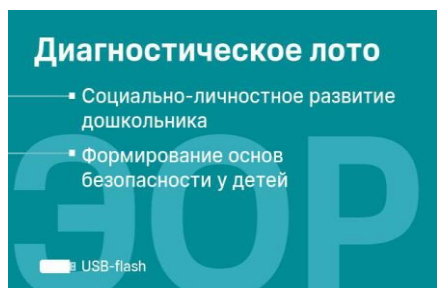 Диагностическое лото
Социально-личностное развитие
дошкольника
Формирование основ
безопасности у детей
ЭОР
USB-flash